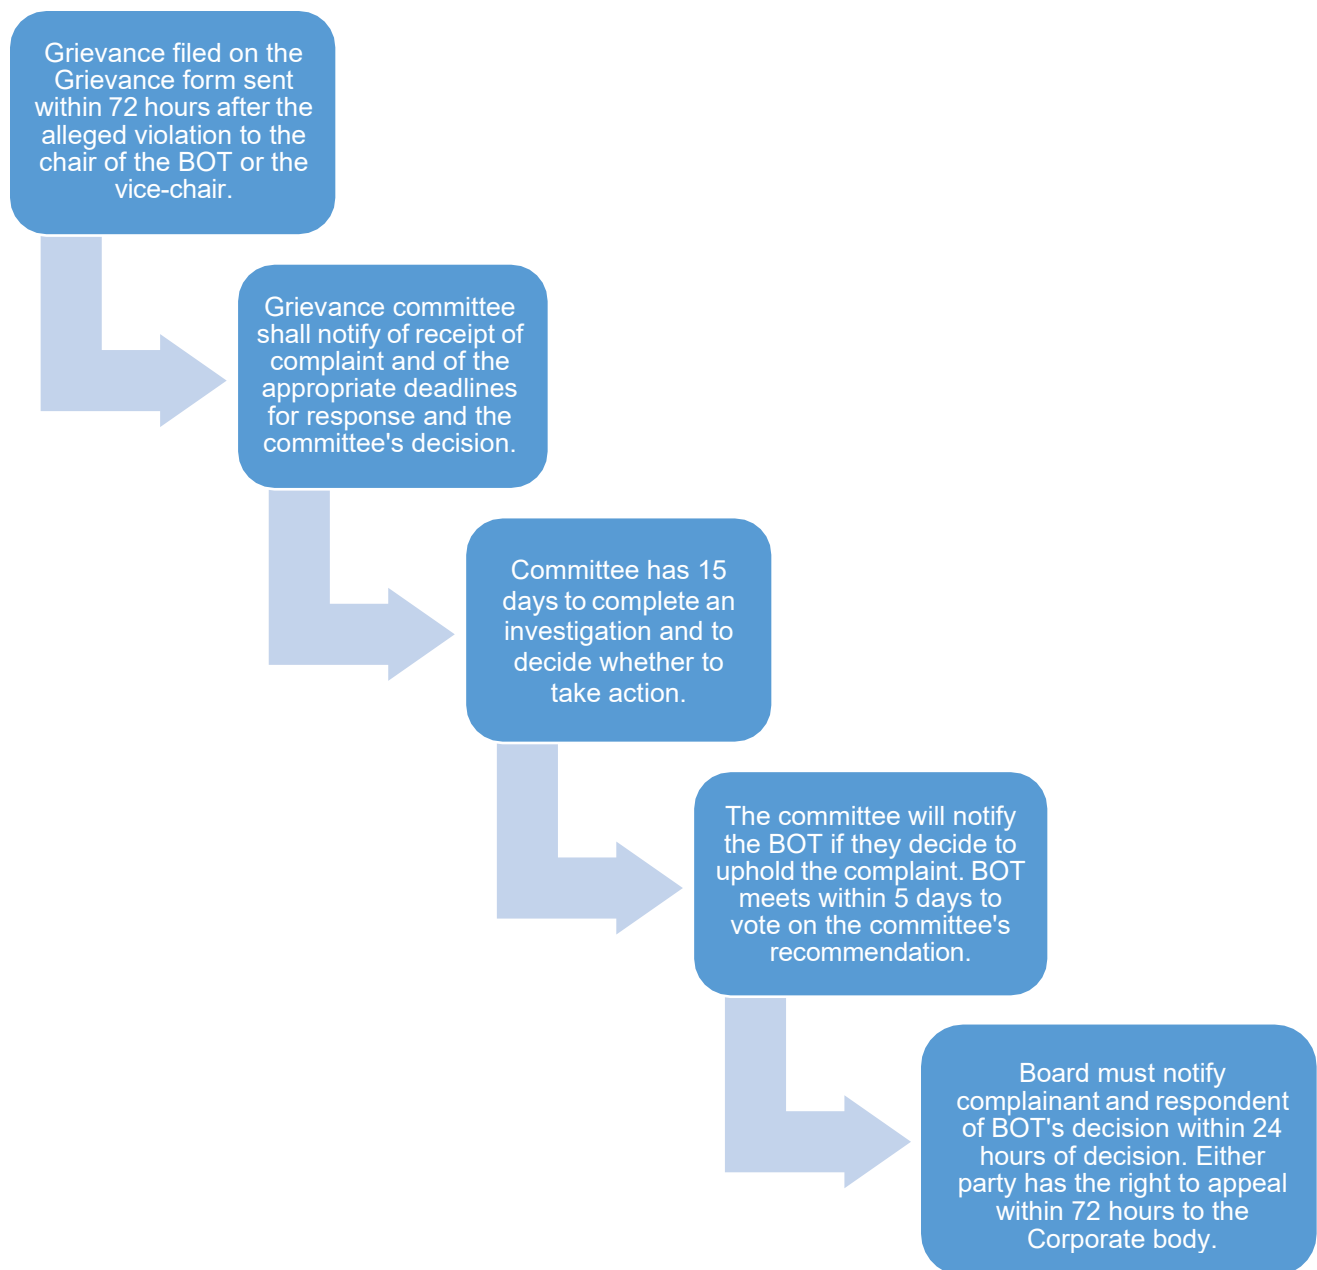 Grievance filed on the
Grievance form sent
within 72 hours after the
alleged violation to the
chair of the BOT or the
vice-chair.
Grievance committee
shall notify of receipt of
complaint and of the
appropriate deadlines
for response and the
committee's decision.
Committee has 15
days to complete an
investigation and to
decide whether to
take action.
The committee will notify
the BOT if they decide to
uphold the complaint. BOT
meets within 5 days to
vote on the committee's
recommendation.
Board must notify
complainant and respondent
of BOT's decision within 24
hours of decision. Either
party has the right to appeal
within 72 hours to the
Corporate body.